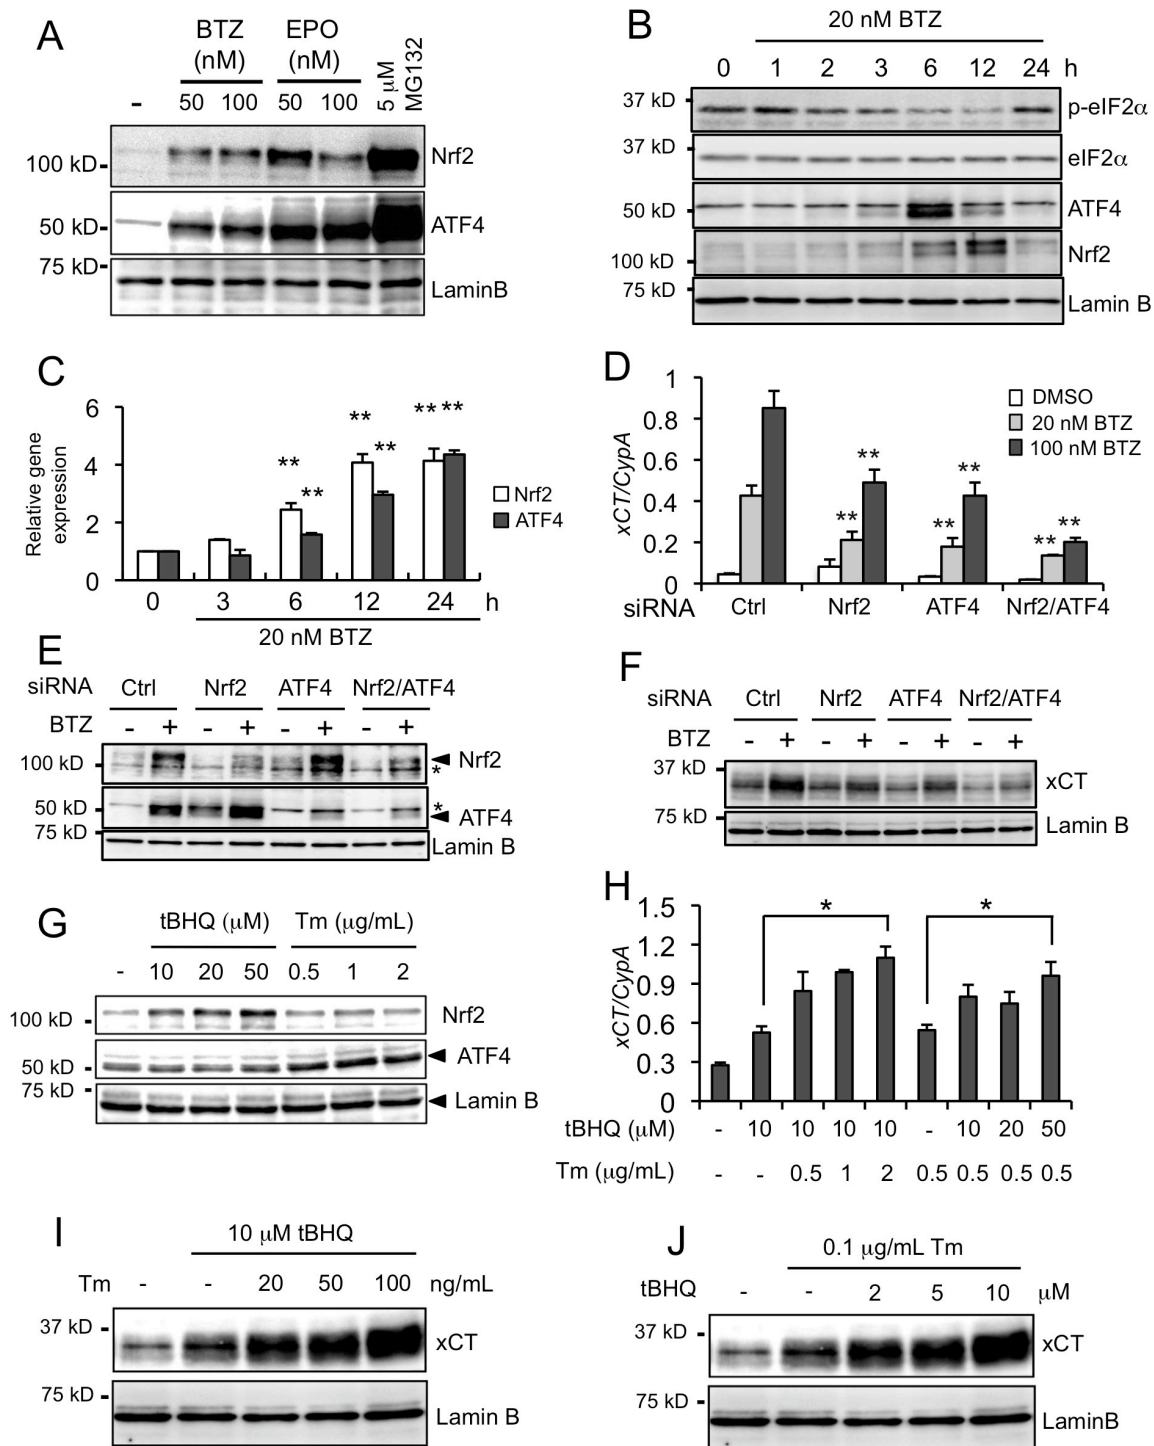 A
BTZ (nM)
EPO (nM)
5 μM MG132
- 50 100 50 100
100 kD Nrf2
50 kD ATF4
75 kD LaminB
B
20 nM BTZ
0 1 2 3 6 12 24 h
37 kD p-eIF2α
37 kD eIF2α
50 kD ATF4
100 kD Nrf2
75 kD Lamin B
C
Relative gene expression
6
4
2
0
** ** ** ** ** **
Nrf2
ATF4
0 3 6 12 24 h
20 nM BTZ
D
xCT/CypA
1
0.8
0.6
0.4
0.2
0
DMSO
20 nM BTZ
100 nM BTZ
** ** ** ** ** **
siRNA Ctrl Nrf2 ATF4 Nrf2/ATF4
E
siRNA Ctrl Nrf2 ATF4 Nrf2/ATF4
BTZ - + - + - + - +
100 kD Nrf2
*
50 kD *
ATF4
75 kD
Lamin B
F
siRNA Ctrl Nrf2 ATF4 Nrf2/ATF4
BTZ - + - + - + - +
37 kD xCT
75 kD Lamin B
G
tBHQ (μM) Tm (μg/mL)
- 10 20 50 0.5 1 2
100 kD Nrf2
50 kD ATF4
75 kD Lamin B
H
xCT/CypA
1.5
1.2
0.9
0.6
0.3
0
* *
tBHQ (μM) - 10 10 10 10 - 10 20 50
Tm (μg/mL) - - 0.5 1 2 0.5 0.5 0.5 0.5
I
10 μM tBHQ
Tm - - 20 50 100 ng/mL
37 kD xCT
75 kD Lamin B
J
0.1 μg/mL Tm
tBHQ - - 2 5 10 μM
37 kD xCT
75 kD LaminB